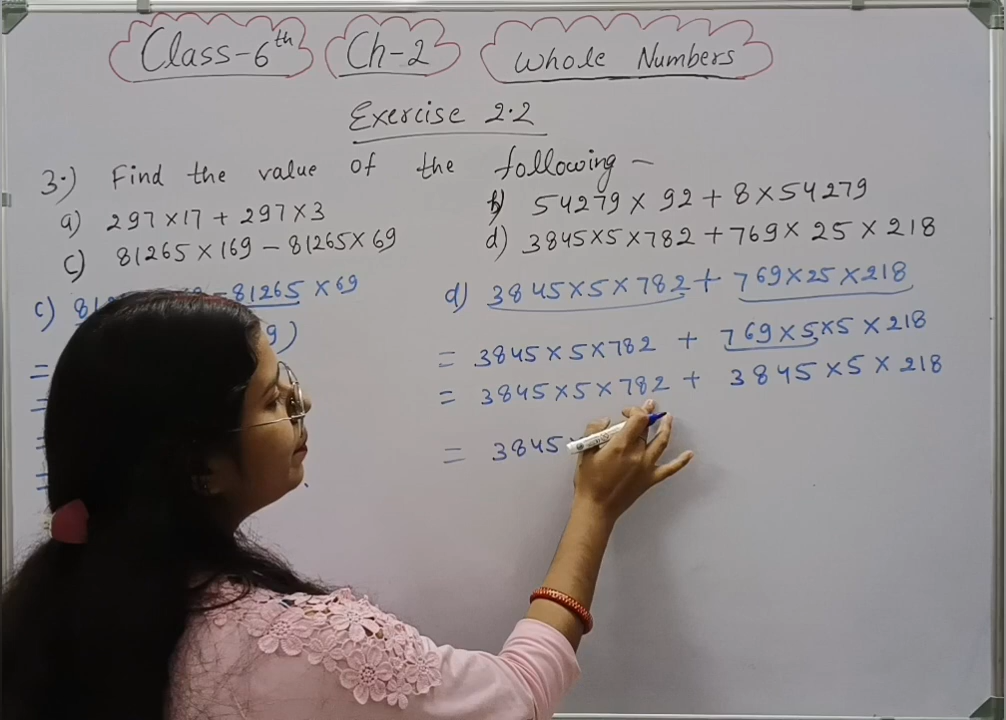 Class-6th Ch-2 Whole Numbers
Exercise 2.2
3.) Find the value of the following -
a) 297×17 + 297×3
b) 54279 × 92 + 8 × 54279
c) 81265 × 169 - 81265 × 69
d) 3845×5×782 + 769 × 25 × 218
c) 81265 × 69
9)
=
=
=
d) 3845×5×782 + 769×25×218
= 3845×5×782 + 769×5×5×218
= 3845×5×782 + 3845×5×218
= 3845